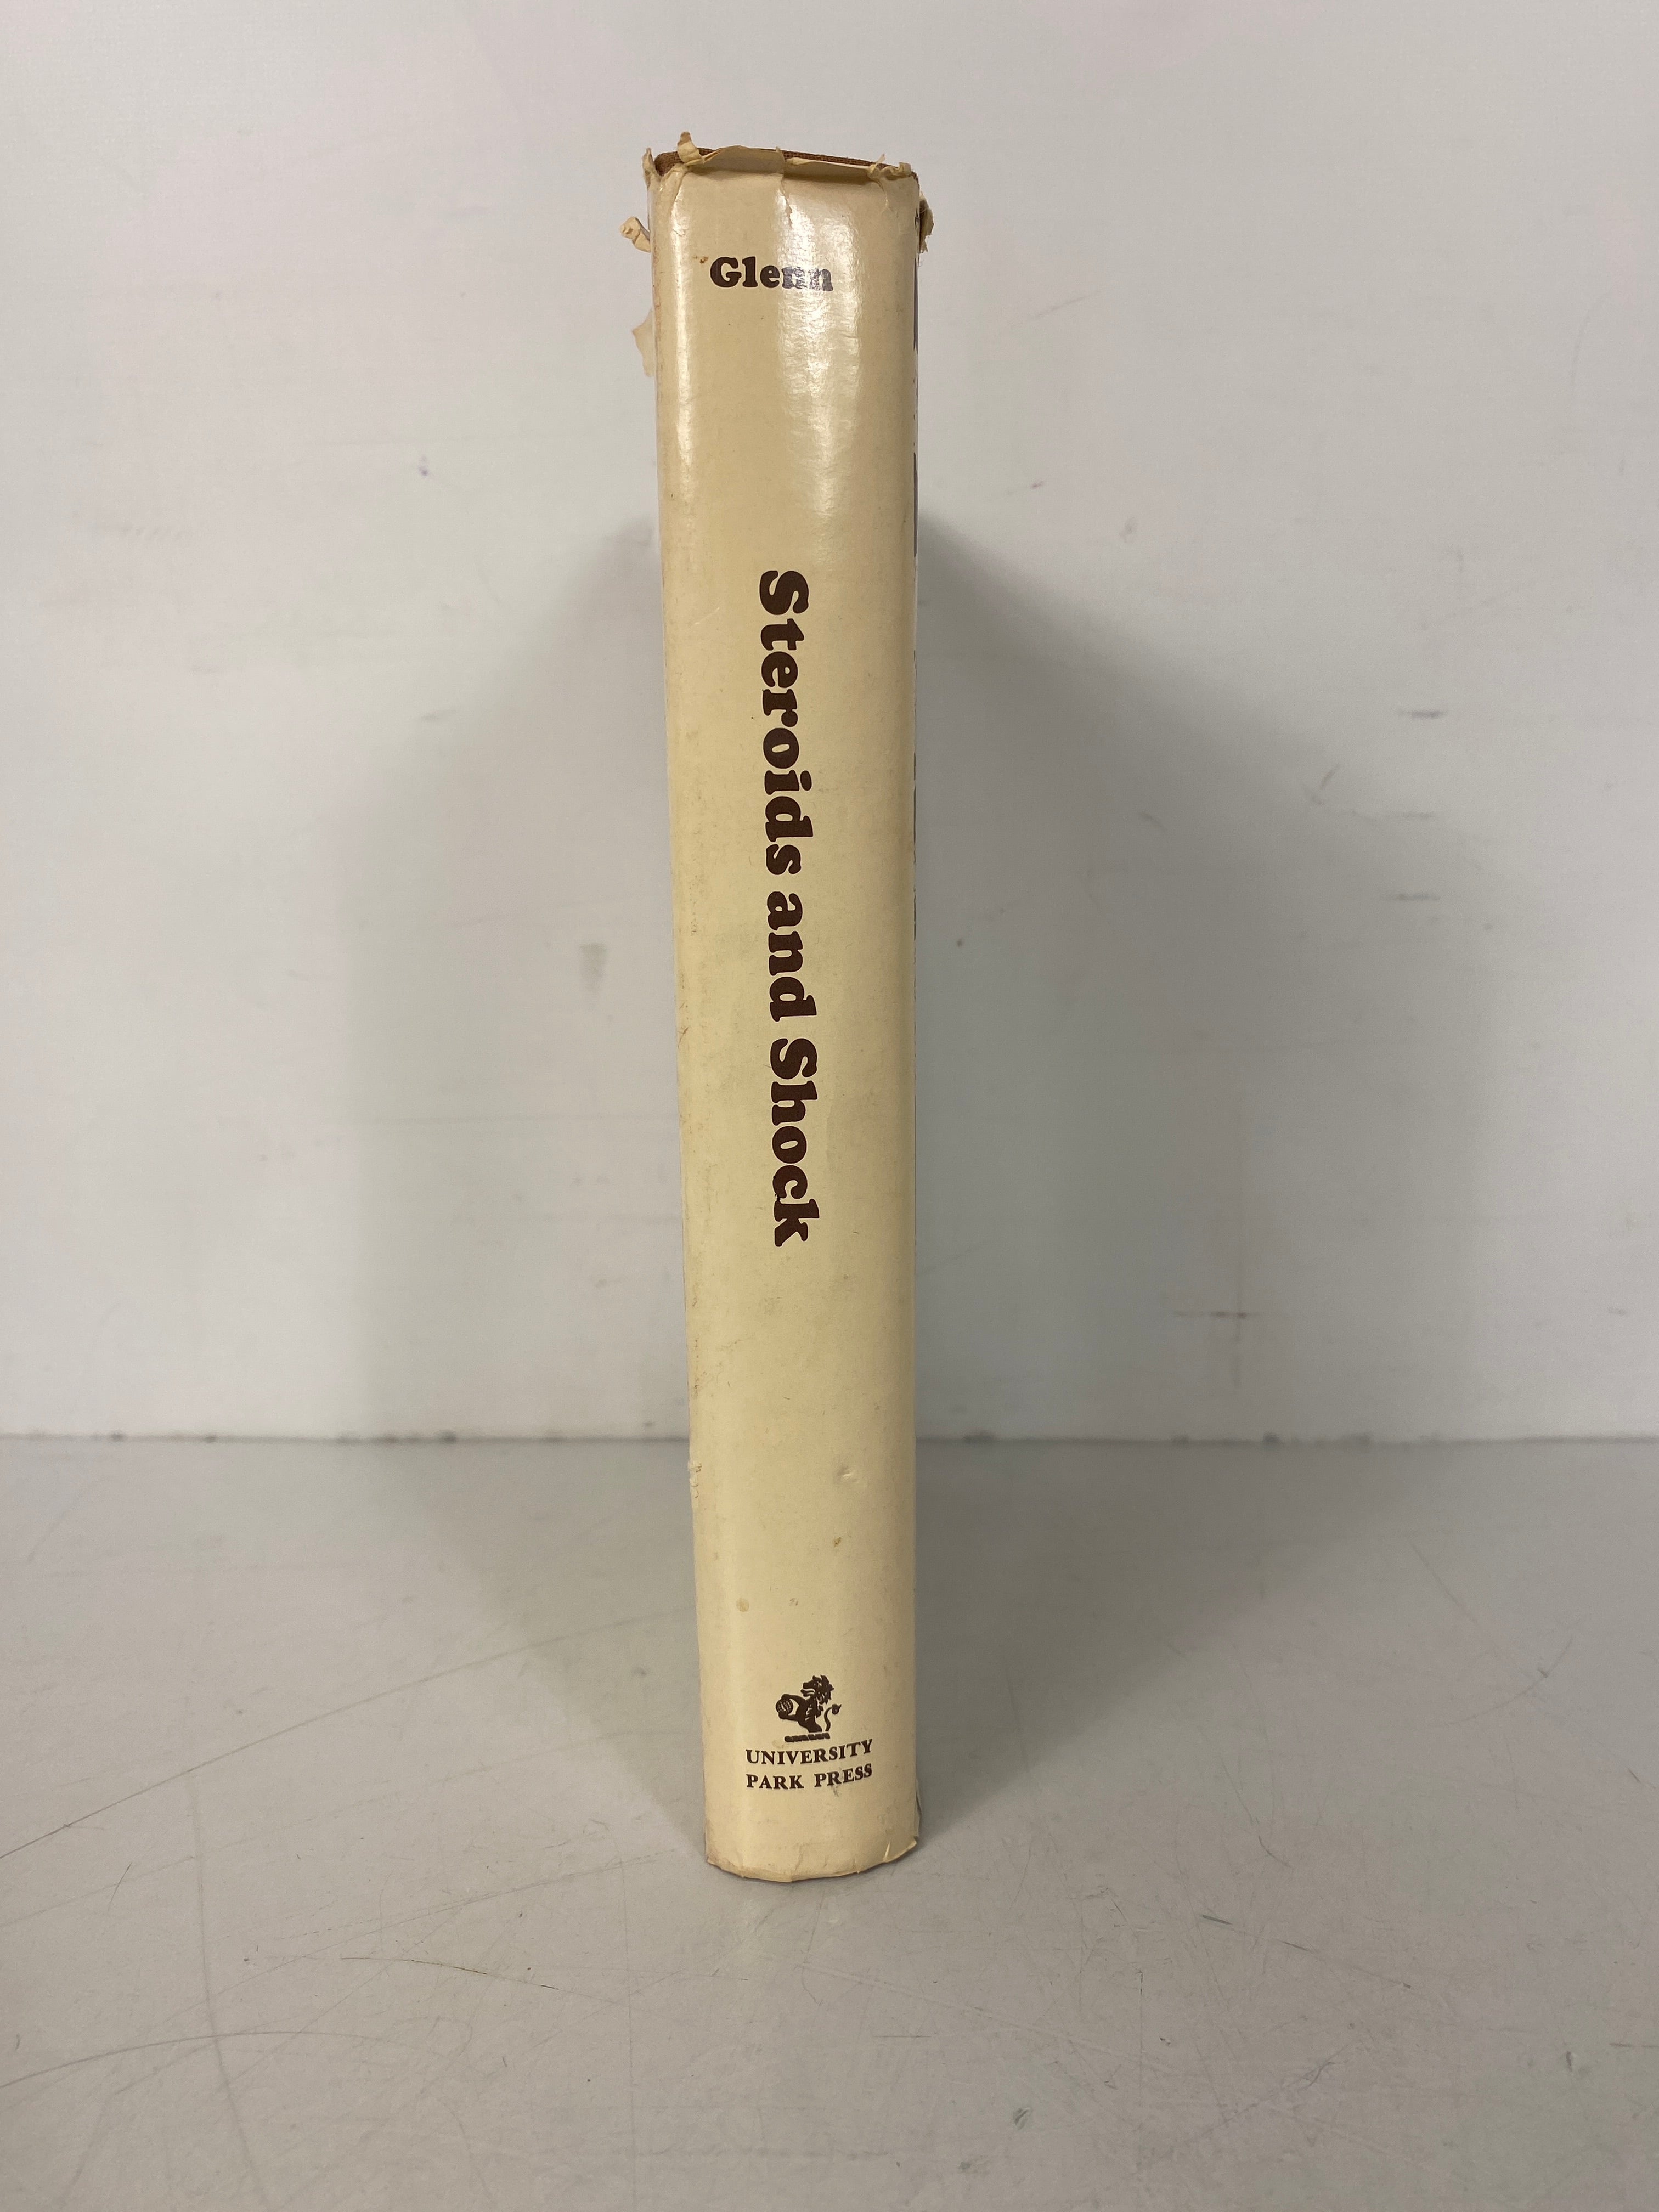 Glenn
Steroids and Shock
UNIVERSITY
PARK PRESS